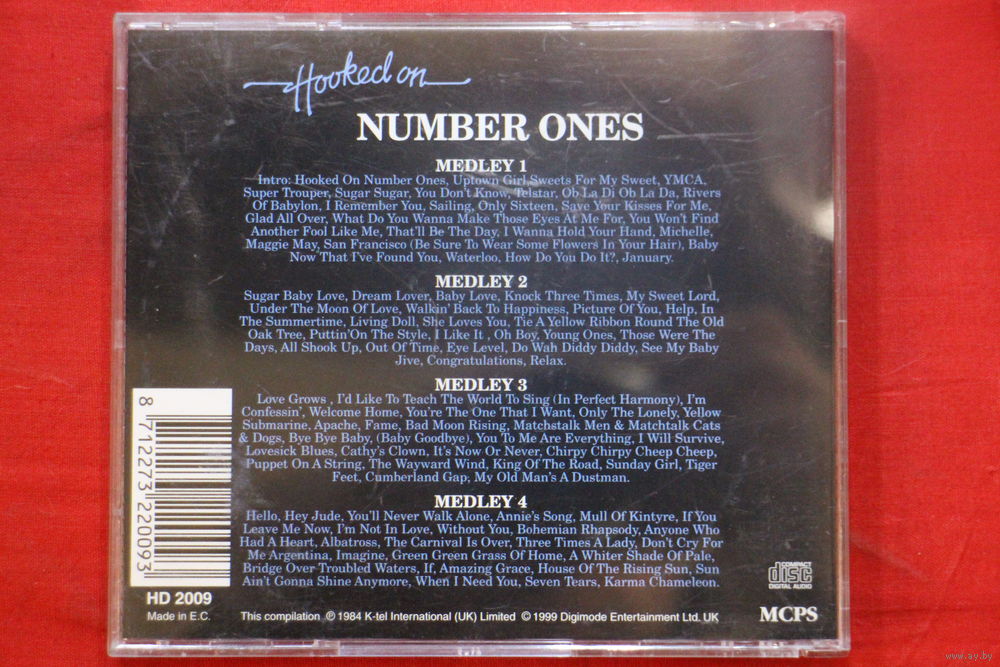 Hooked on
NUMBER ONES
MEDLEY 1
Intro: Hooked On Number Ones, Uptown Girl,Sweets For My Sweet, YMCA,
Super Trouper, Sugar Sugar, You Don't Know, Telstar, Ob La Di Ob La Da, Rivers
Of Babylon, I Remember You, Sailing, Only Sixteen, Save Your Kisses For Me,
Glad All Over, What Do You Wanna Make Those Eyes At Me For, You Won't Find
Another Fool Like Me, That'll Be The Day, I Wanna Hold Your Hand, Michelle,
Maggie May, San Francisco (Be Sure To Wear Some Flowers In Your Hair), Baby
Now That I've Found You, Waterloo, How Do You Do It?, January.
MEDLEY 2
Sugar Baby Love, Dream Lover, Baby Love, Knock Three Times, My Sweet Lord,
Under The Moon Of Love, Walkin' Back To Happiness, Picture Of You, Help, In
The Summertime, Living Doll, She Loves You, Tie A Yellow Ribbon Round The Old
Oak Tree, Puttin'On The Style, I Like It , Oh Boy, Young Ones, Those Were The
Days, All Shook Up, Out Of Time, Eye Level, Do Wah Diddy Diddy, See My Baby
Jive, Congratulations, Relax.
MEDLEY 3
Love Grows , I'd Like To Teach The World To Sing (In Perfect Harmony), I'm
Confessin', Welcome Home, You're The One That I Want, Only The Lonely, Yellow
Submarine, Apache, Fame, Bad Moon Rising, Matchstalk Men & Matchtalk Cats
& Dogs, Bye Bye Baby, (Baby Goodbye), You To Me Are Everything, I Will Survive,
Lovesick Blues, Cathy's Clown, It's Now Or Never, Chirpy Chirpy Cheep Cheep,
Puppet On A String, The Wayward Wind, King Of The Road, Sunday Girl, Tiger
Feet, Cumberland Gap, My Old Man's A Dustman.
MEDLEY 4
Hello, Hey Jude, You'll Never Walk Alone, Annie's Song, Mull Of Kintyre, If You
Leave Me Now, I'm Not In Love, Without You, Bohemian Rhapsody, Anyone Who
Had A Heart, Albatross, The Carnival Is Over, Three Times A Lady, Don't Cry For
Me Argentina, Imagine, Green Green Grass Of Home, A Whiter Shade Of Pale,
Bridge Over Troubled Waters, If, Amazing Grace, House Of The Rising Sun, Sun
Ain't Gonna Shine Anymore, When I Need You, Seven Tears, Karma Chameleon.
8 712273 220093
HD 2009
Made in E.C.
This compilation ℗ 1984 K-tel International (UK) Limited © 1999 Digimode Entertainment Ltd. UK
COMPACT
disc
DIGITAL AUDIO
MCPS
www.ay.by